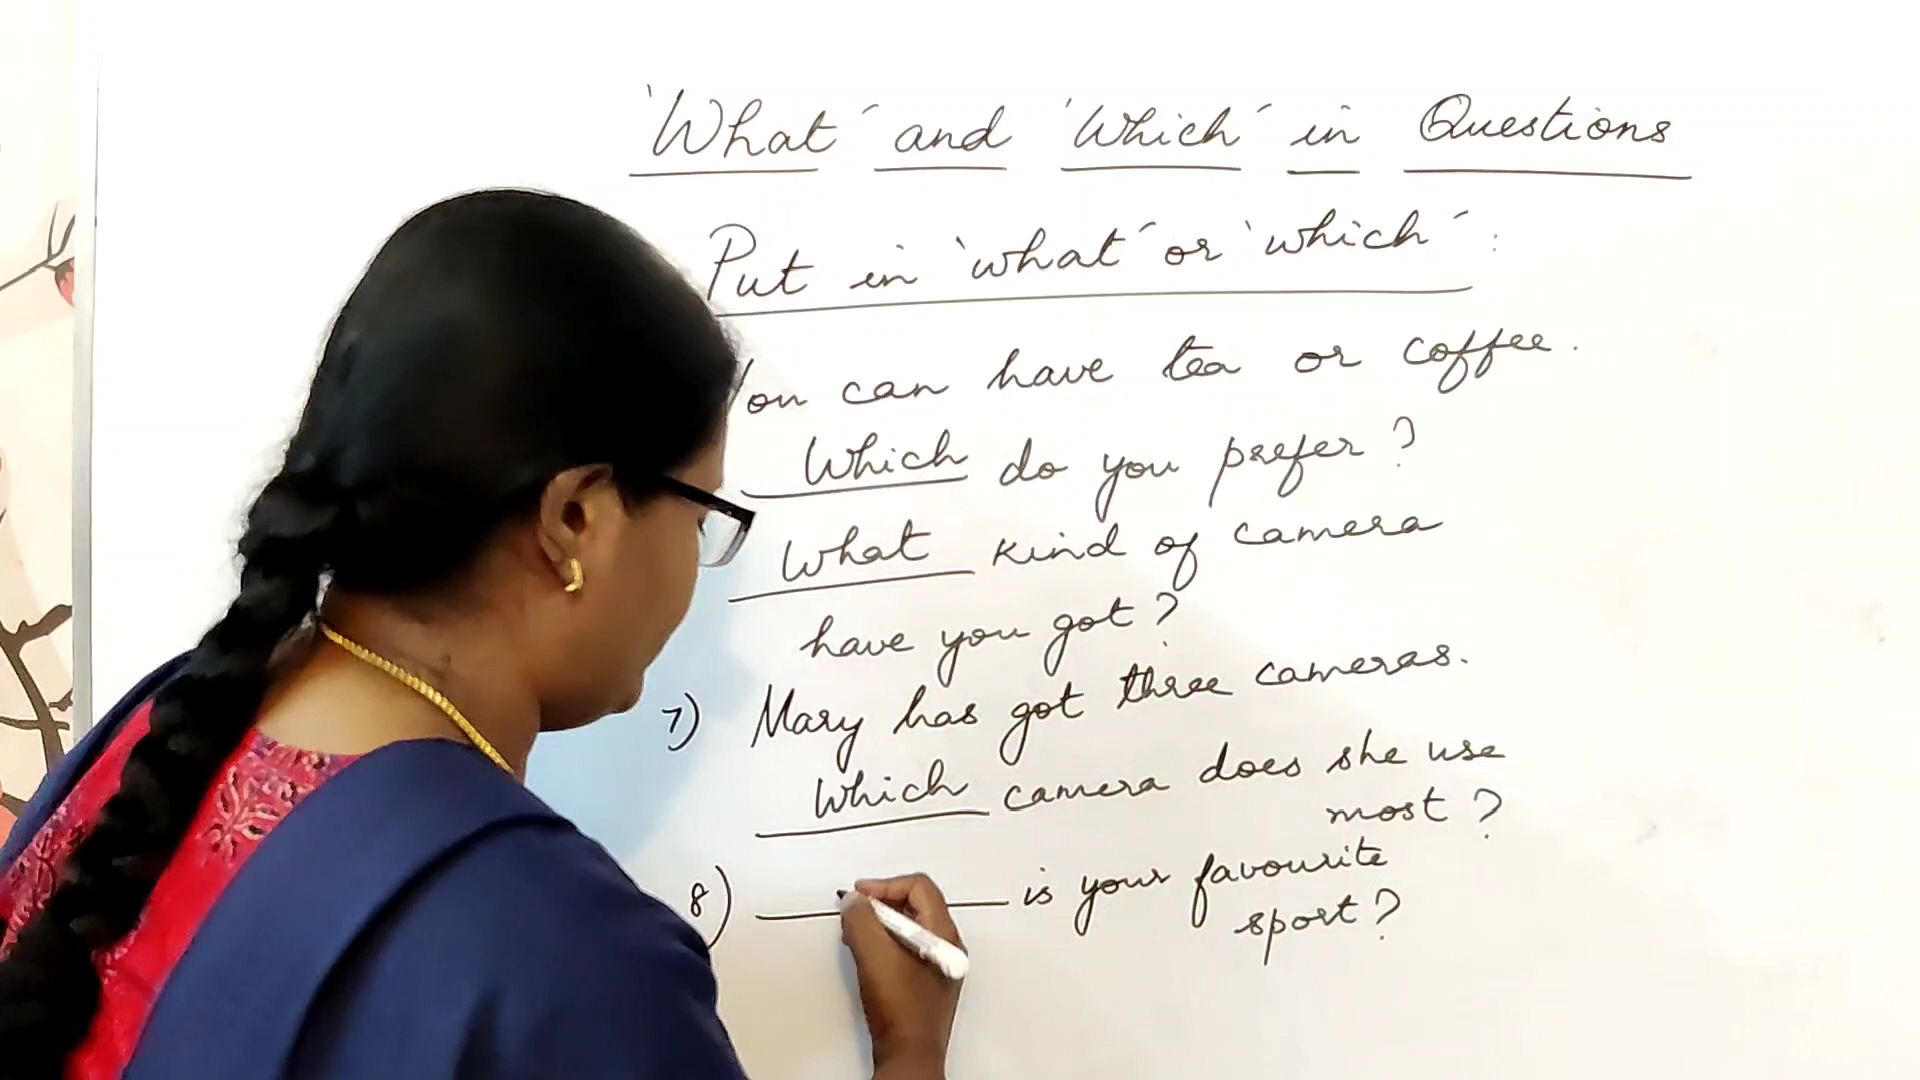 'What' and 'Which' in Questions
Put in 'what' or 'which' :
You can have tea or coffee.
Which do you prefer?
What kind of camera
have you got?
7) Mary has got three cameras.
Which camera does she use
most?
8) ______ is your favourite
sport?